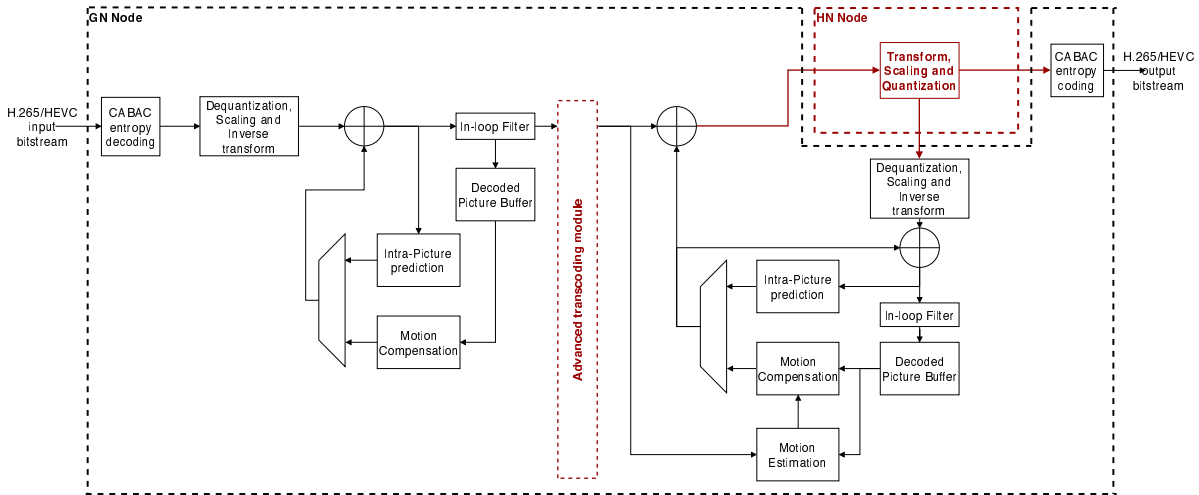 GN Node
HN Node
H.265/HEVC
input
bitstream
CABAC
entropy
decoding
Dequantization,
Scaling and
Inverse
transform
In-loop Filter
Decoded
Picture Buffer
Intra-Picture
prediction
Motion
Compensation
Advanced transcoding module
Transform,
Scaling and
Quantization
CABAC
entropy
coding
H.265/HEVC
output
bitstream
Dequantization,
Scaling and
Inverse
transform
Intra-Picture
prediction
In-loop Filter
Motion
Compensation
Decoded
Picture Buffer
Motion
Estimation